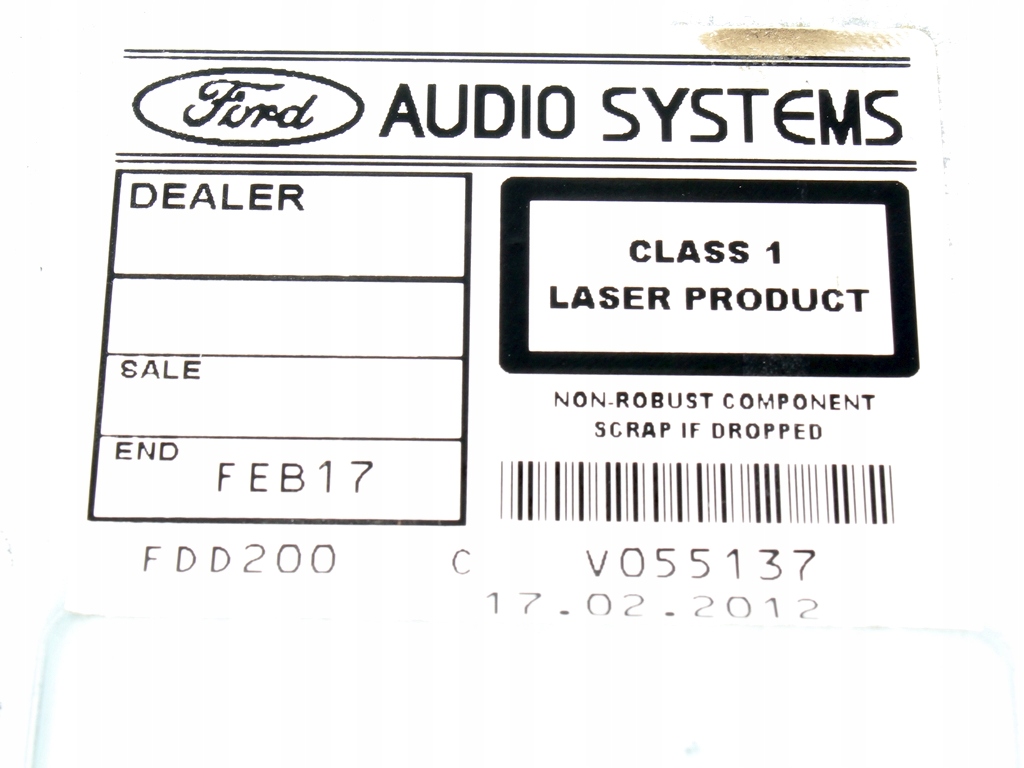 Ford AUDIO SYSTEMS
DEALER
SALE
END FEB17
CLASS 1
LASER PRODUCT
NON-ROBUST COMPONENT
SCRAP IF DROPPED
FDD200 C V055137
17.02.2012